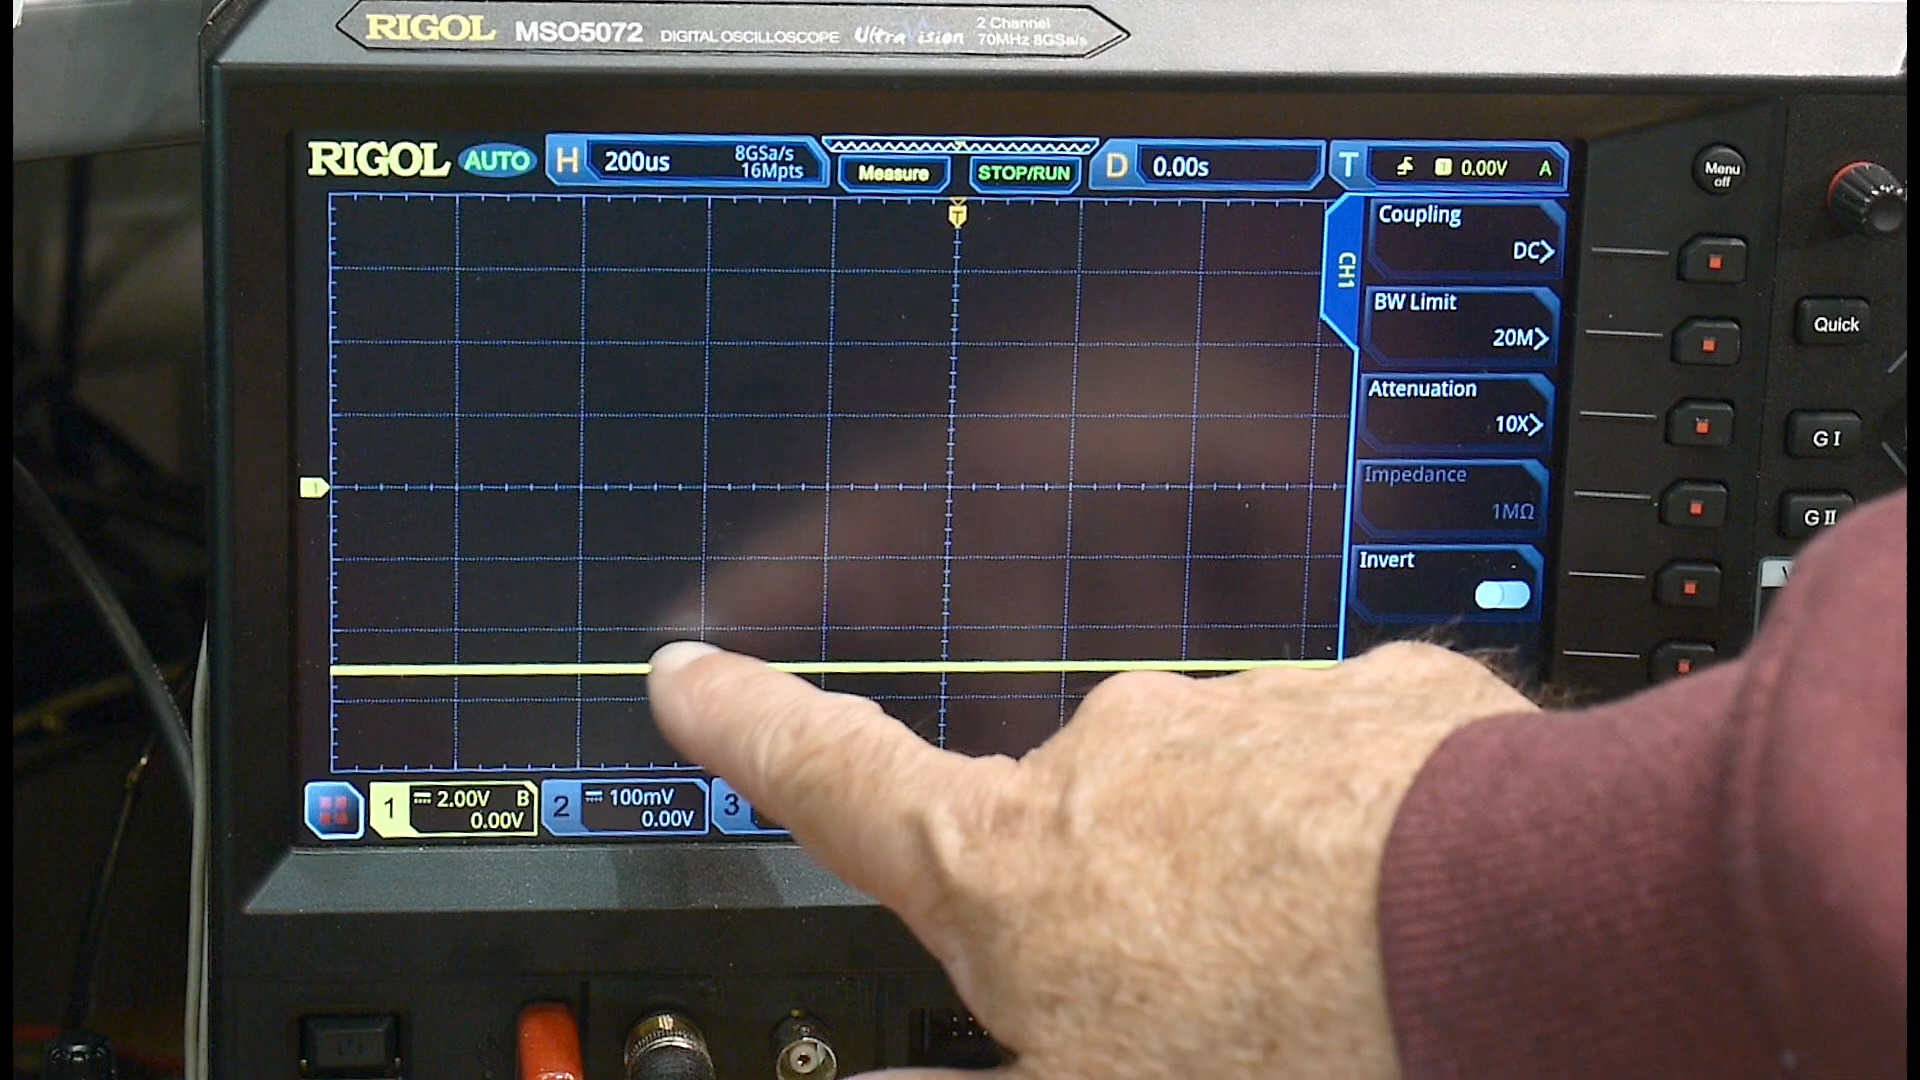 RIGOL MSO5072 DIGITAL OSCILLOSCOPE UltraVision 2 Channel
70MHz 8GSa/s
RIGOL AUTO H 200us 8GSa/s
16Mpts
Measure STOP/RUN D 0.00s T 1 0.00V A
T
Menu
off
CH1
Coupling
DC>
BW Limit
20M>
Quick
Attenuation
10X>
G I
Impedance
1MΩ
1
G II
Invert
1 2.00V B
0.00V
2 100mV
0.00V
3